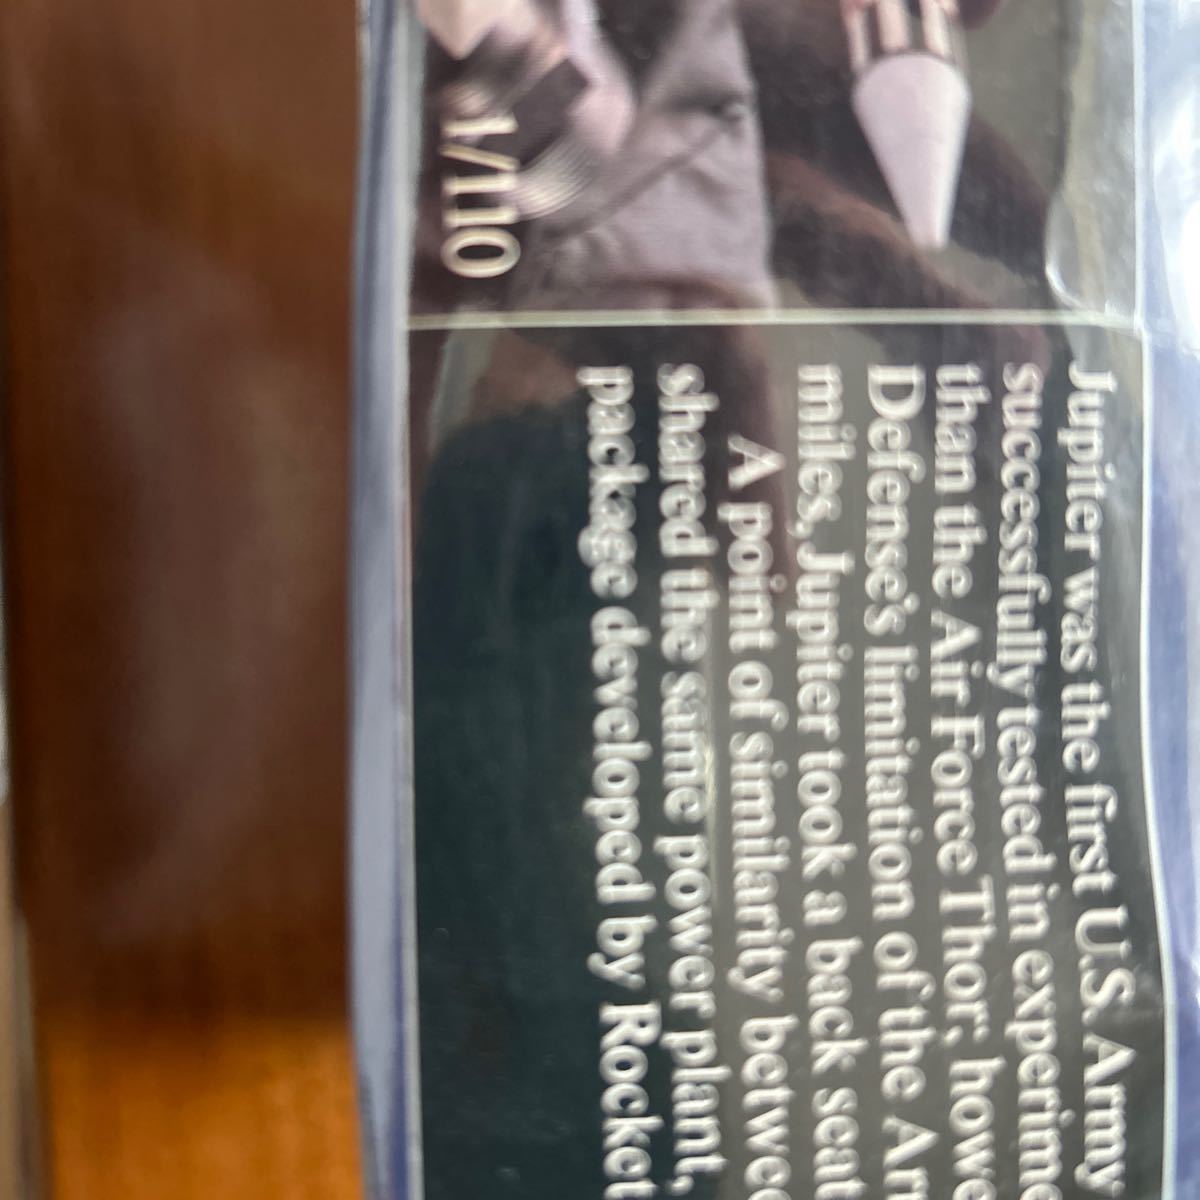 1/110
Jupiter was the first U.S. Army
successfully tested in experime
than the Air Force Thor; howe
Defense's limitation of the Ar
miles, Jupiter took a back seat
A point of similarity betwee
shared the same power plant,
package developed by Rocket